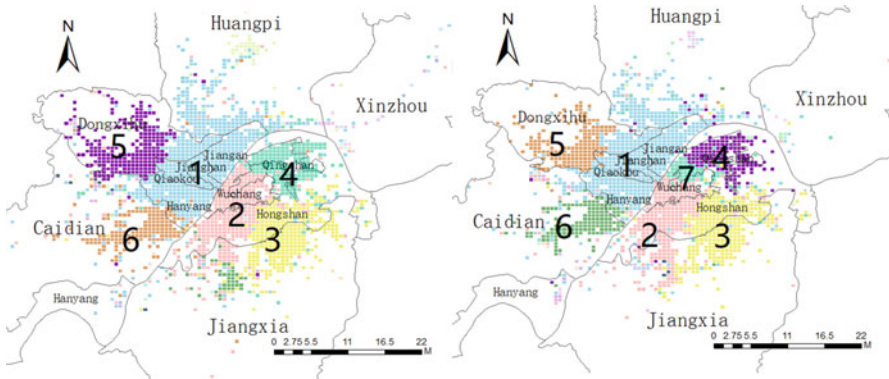 N
Huangpi
Xinzhou
Dongxihu
5
Jiangan
Jianghan
Qiaokou
1
Qingshan
4
Wuchang
Hanyang
2
Hongshan
3
Caidian
6
Hanyang
Jiangxia
0 2.75 5.5 11 16.5 22
M
N
Huangpi
Xinzhou
Dongxihu
5
Jiangan
Jianghan
Qiaokou
1
4
7
Wuchang
Hanyang
2
Hongshan
3
Caidian
6
Hanyang
Jiangxia
0 2.75 5.5 11 16.5 22
M